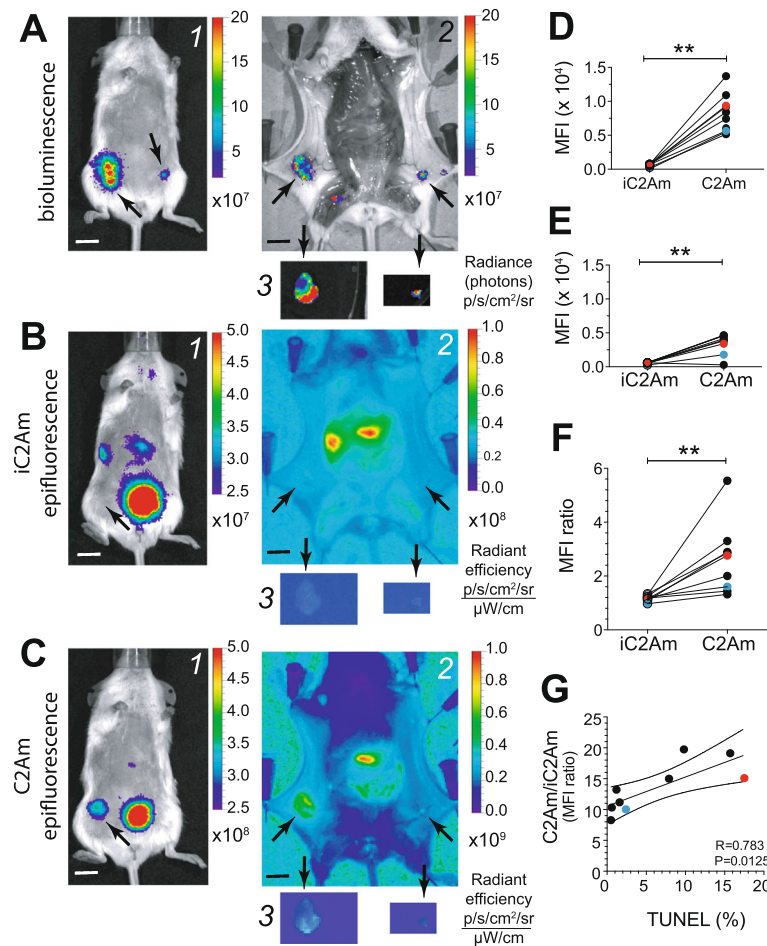 A
bioluminescence
1
20
15
10
5
x10⁷
2
20
15
10
5
x10⁷
3
Radiance
(photons)
p/s/cm²/sr
B
iC2Am
epifluorescence
1
5.0
4.5
4.0
3.5
3.0
2.5
x10⁷
2
1.0
0.8
0.6
0.4
0.2
0.0
x10⁸
3
Radiant
efficiency
p/s/cm²/sr
µW/cm
C
C2Am
epifluorescence
1
5.0
4.5
4.0
3.5
3.0
2.5
x10⁸
2
1.0
0.8
0.6
0.4
0.2
0.0
x10⁹
3
Radiant
efficiency
p/s/cm²/sr
µW/cm
D
**
MFI (x 10⁴)
1.5
1.0
0.5
0.0
iC2Am C2Am
E
**
MFI (x 10⁴)
1.5
1.0
0.5
0.0
iC2Am C2Am
F
**
MFI ratio
6
4
2
0
iC2Am C2Am
G
C2Am/iC2Am
(MFI ratio)
25
20
15
10
5
0
R=0.783
P=0.0125
0 5 10 15 20
TUNEL (%)